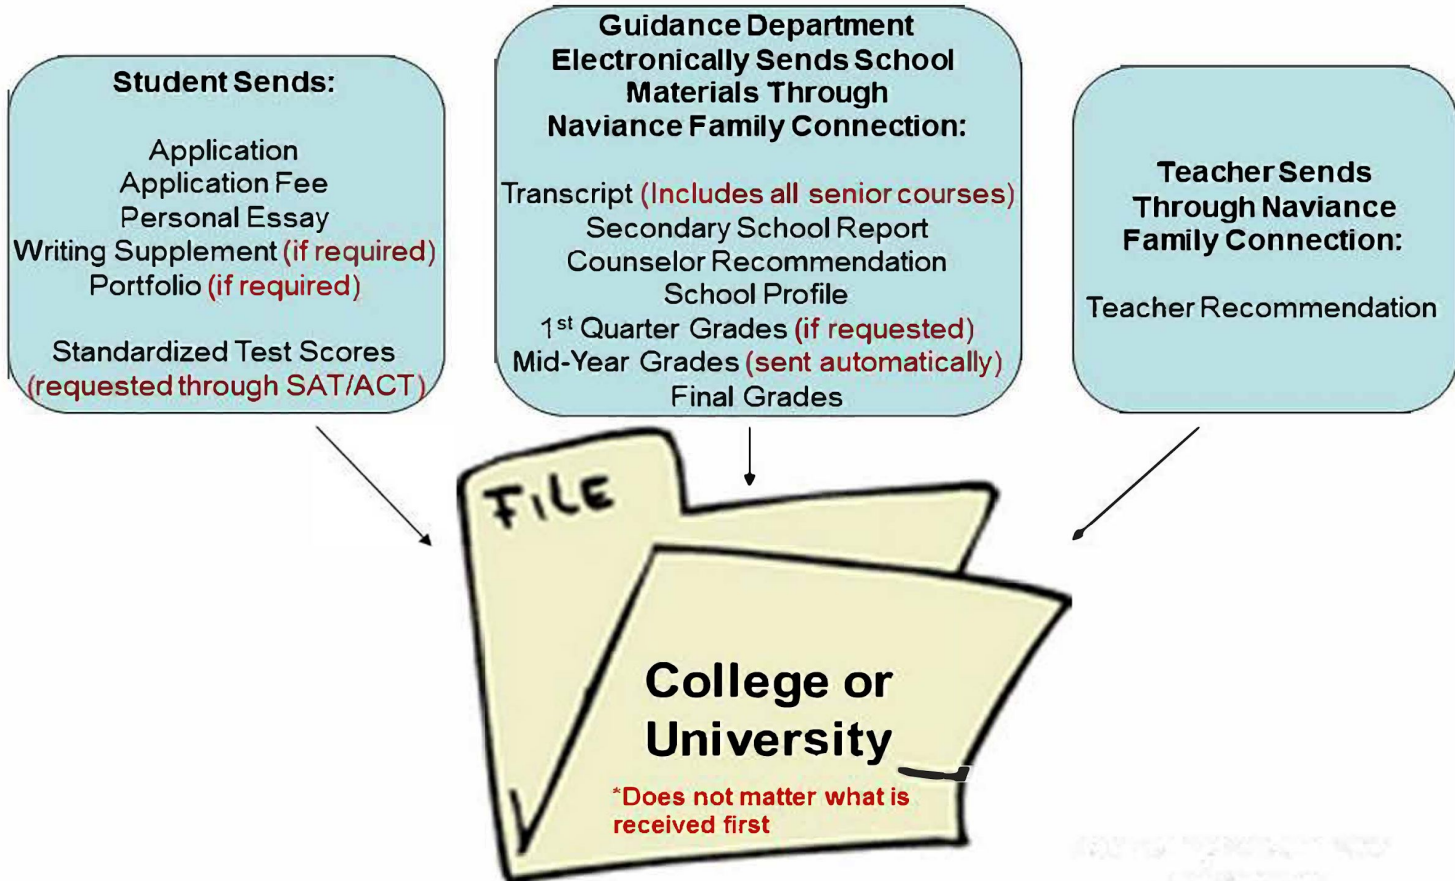 Student Sends:
Application
Application Fee
Personal Essay
Writing Supplement (if required)
Portfolio (if required)
Standardized Test Scores
(requested through SAT/ACT)
Guidance Department
Electronically Sends School
Materials Through
Naviance Family Connection:
Transcript (Includes all senior courses)
Secondary School Report
Counselor Recommendation
School Profile
1st Quarter Grades (if requested)
Mid-Year Grades (sent automatically)
Final Grades
Teacher Sends
Through Naviance
Family Connection:
Teacher Recommendation
FILE
College or
University
*Does not matter what is
received first